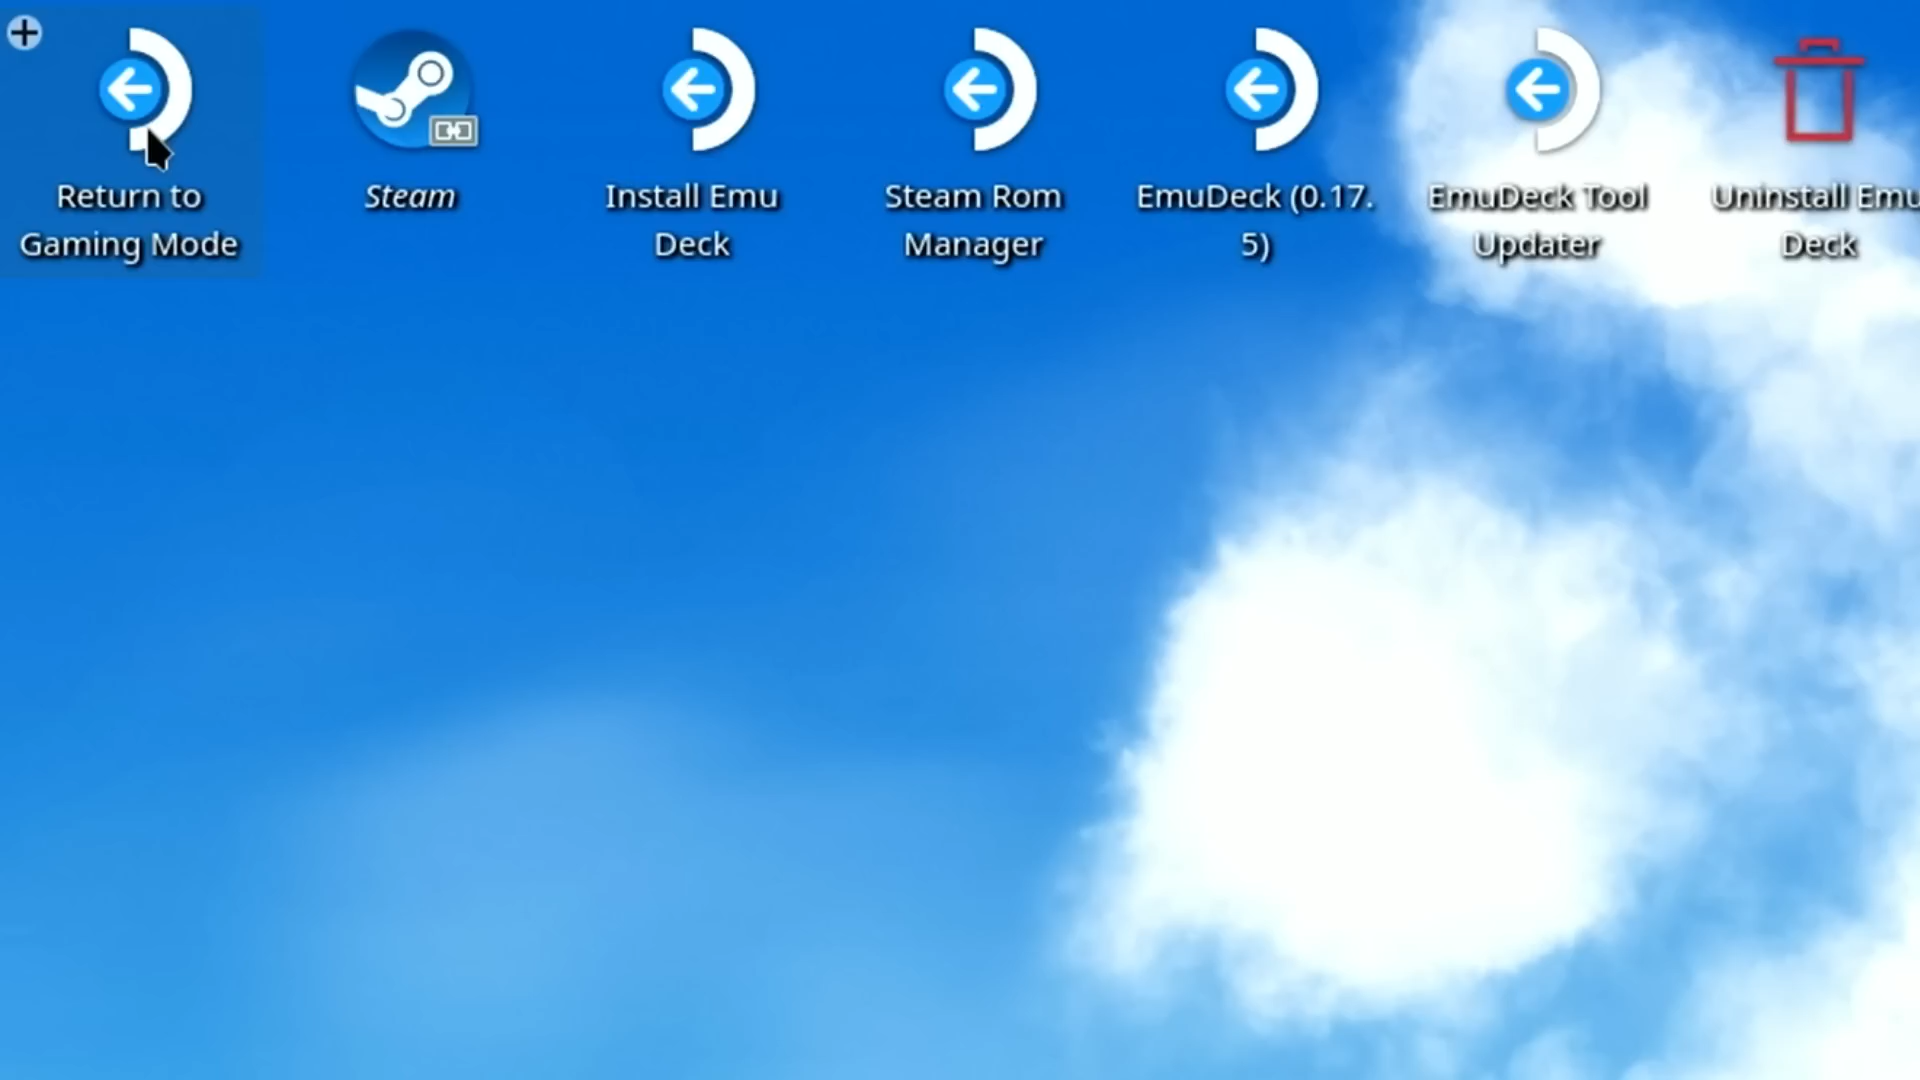 Return to
Gaming Mode
Steam
Install Emu
Deck
Steam Rom
Manager
EmuDeck (0.17.
5)
EmuDeck Tool
Updater
Uninstall Emu
Deck